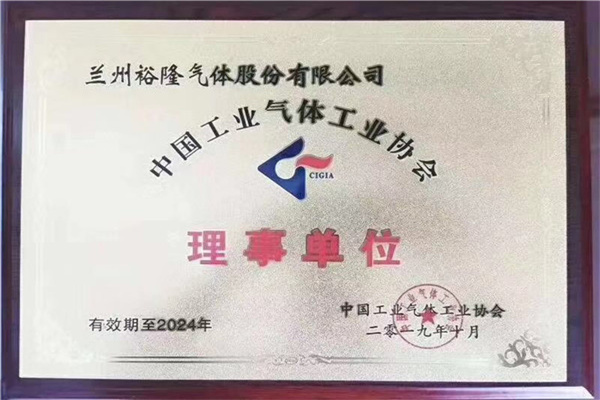 兰州裕隆气体股份有限公司
中国工业气体工业协会
CIGIA
理事单位
有效期至2024年
中国工业气体工业协会
二零一九年十月